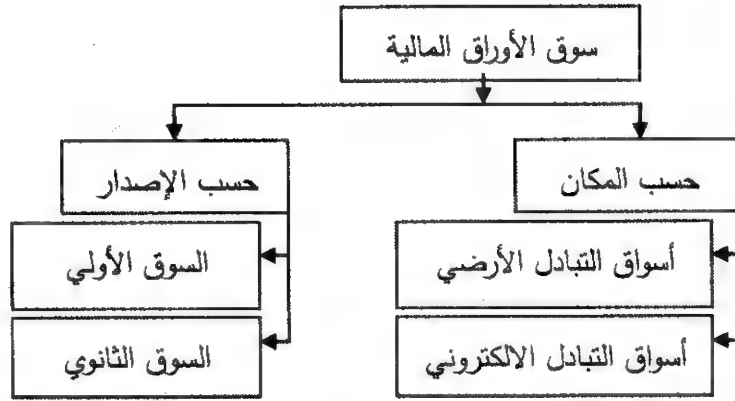 سوق الأوراق المالية
حسب المكان
حسب الإصدار
أسواق التبادل الأرضي
السوق الأولي
أسواق التبادل الالكتروني
السوق الثانوي